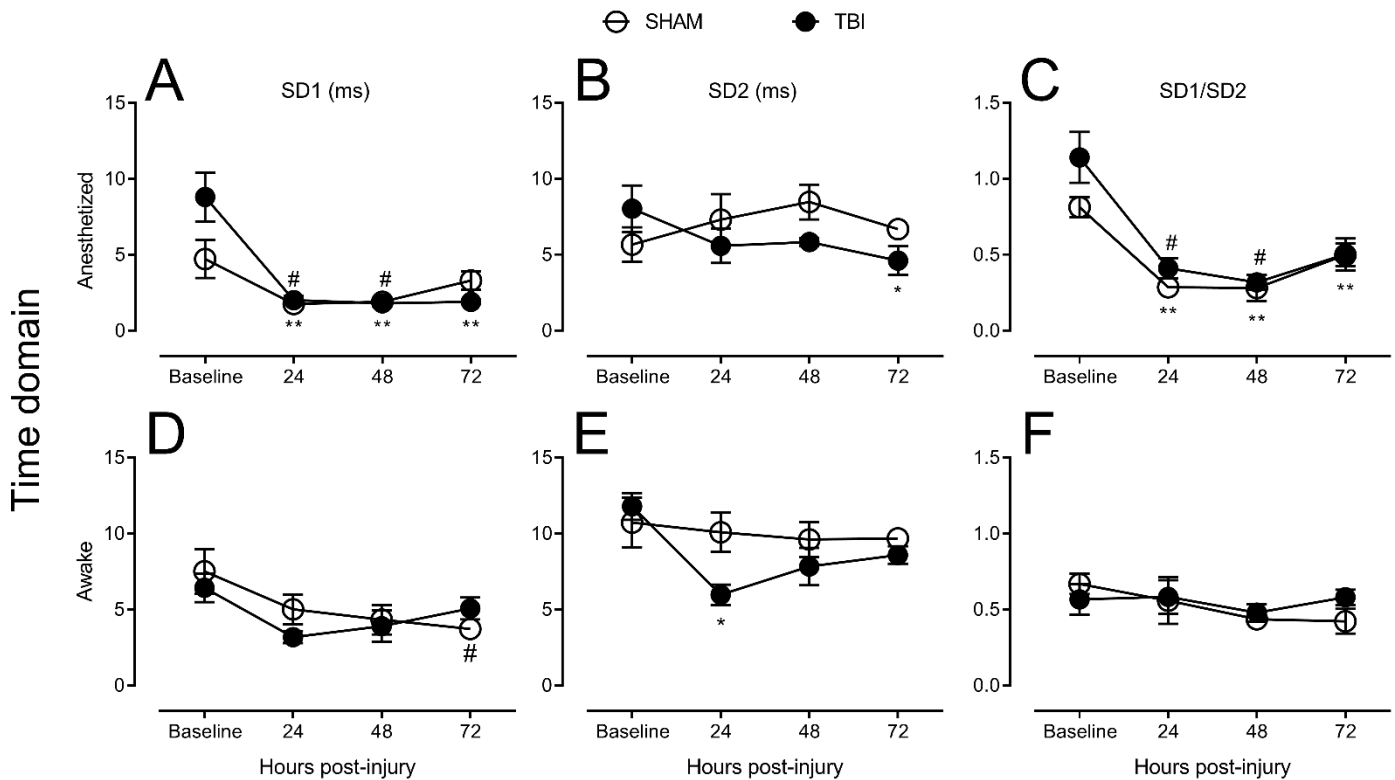 SHAM TBI
A SD1 (ms)
B SD2 (ms)
C SD1/SD2
Time domain
Anesthetized
15
10
5
0
#
#
**
**
**
Baseline 24 48 72
15
10
5
0
*
Baseline 24 48 72
1.5
1.0
0.5
0.0
#
#
**
**
**
Baseline 24 48 72
D
Awake
15
10
5
0
#
Baseline 24 48 72
Hours post-injury
E
15
10
5
0
*
Baseline 24 48 72
Hours post-injury
F
1.5
1.0
0.5
0.0
Baseline 24 48 72
Hours post-injury